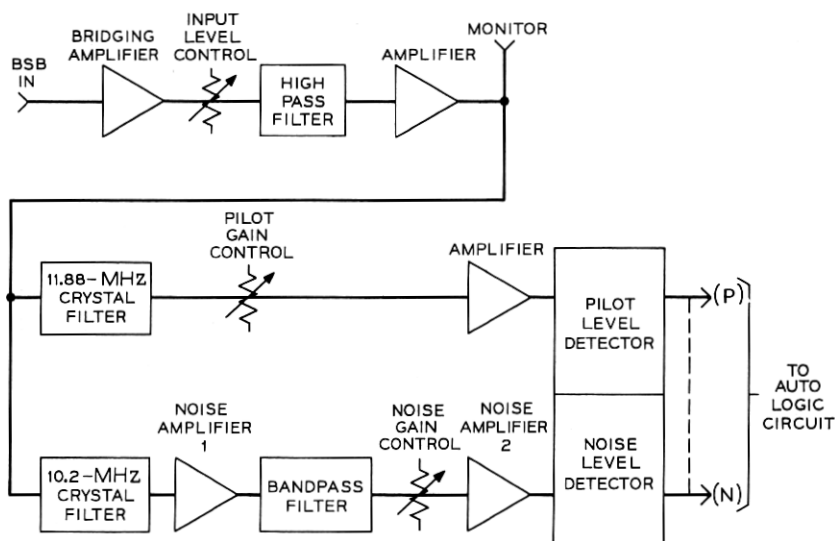 BSB
IN
BRIDGING
AMPLIFIER
INPUT
LEVEL
CONTROL
HIGH
PASS
FILTER
AMPLIFIER
MONITOR
11.88-MHz
CRYSTAL
FILTER
PILOT
GAIN
CONTROL
AMPLIFIER
PILOT
LEVEL
DETECTOR
(P)
10.2-MHz
CRYSTAL
FILTER
NOISE
AMPLIFIER
1
BANDPASS
FILTER
NOISE
GAIN
CONTROL
NOISE
AMPLIFIER
2
NOISE
LEVEL
DETECTOR
(N)
TO
AUTO
LOGIC
CIRCUIT